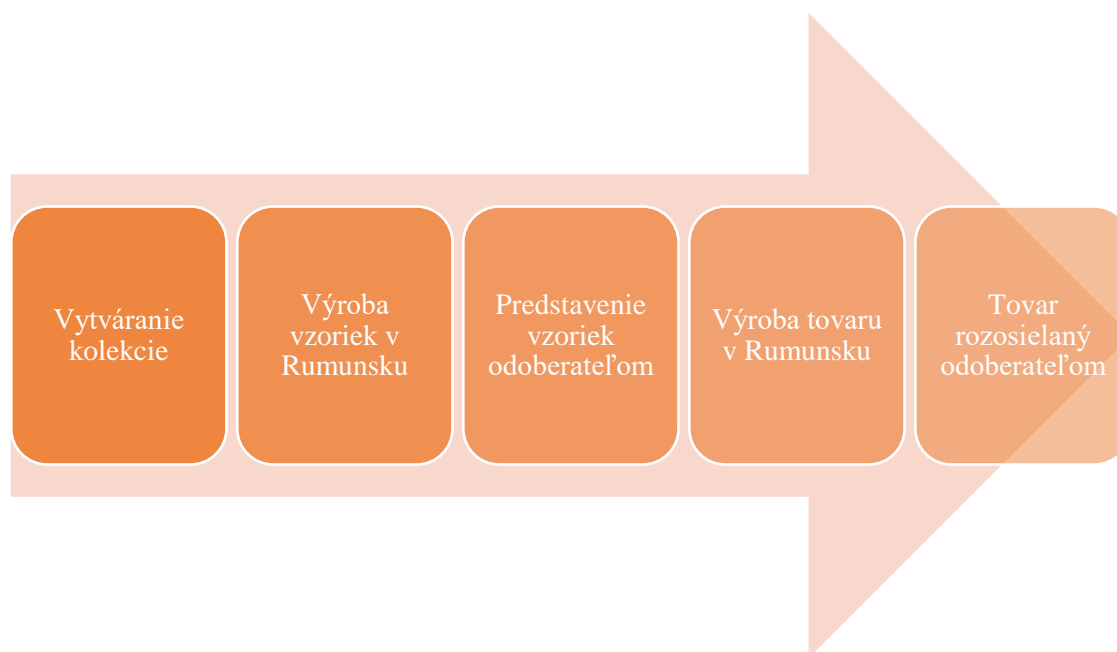 Vytváranie
kolekcie
Výroba
vzoriek v
Rumunsku
Predstavenie
vzoriek
odoberateľom
Výroba tovaru
v Rumunsku
Tovar
rozosielaný
odoberateľom